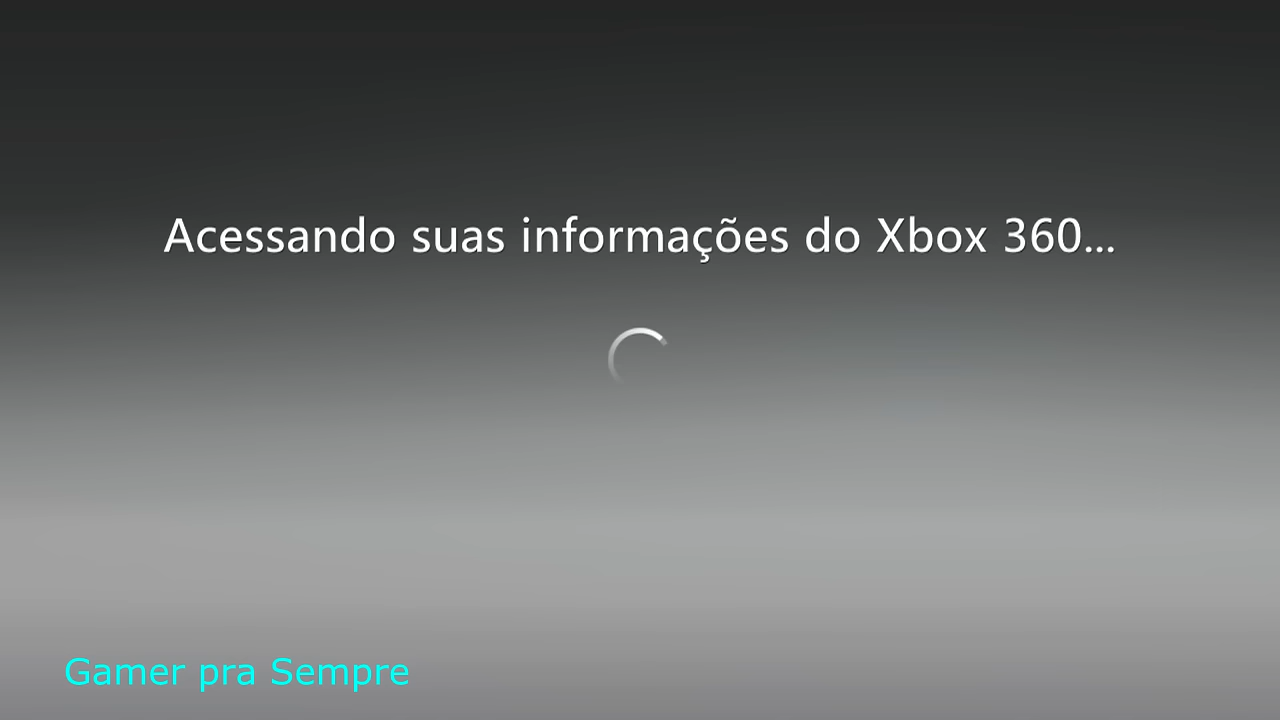 Acessando suas informações do Xbox 360...
Gamer pra Sempre